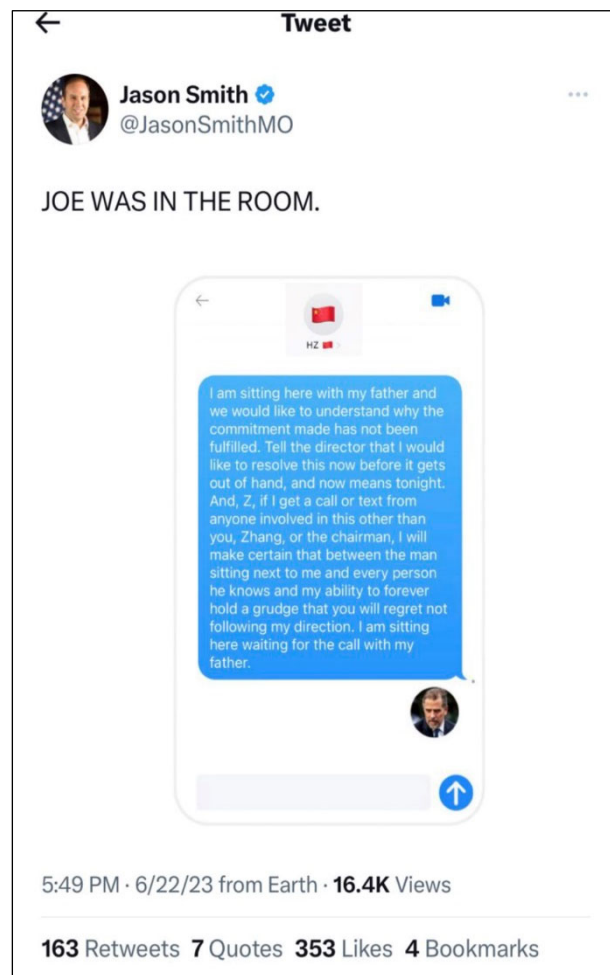 Tweet
Jason Smith
@JasonSmithMO
JOE WAS IN THE ROOM.
HZ 🇨🇳
I am sitting here with my father and
we would like to understand why the
commitment made has not been
fulfilled. Tell the director that I would
like to resolve this now before it gets
out of hand, and now means tonight.
And, Z, if I get a call or text from
anyone involved in this other than
you, Zhang, or the chairman, I will
make certain that between the man
sitting next to me and every person
he knows and my ability to forever
hold a grudge that you will regret not
following my direction. I am sitting
here waiting for the call with my
father.
5:49 PM · 6/22/23 from Earth · 16.4K Views
163 Retweets 7 Quotes 353 Likes 4 Bookmarks